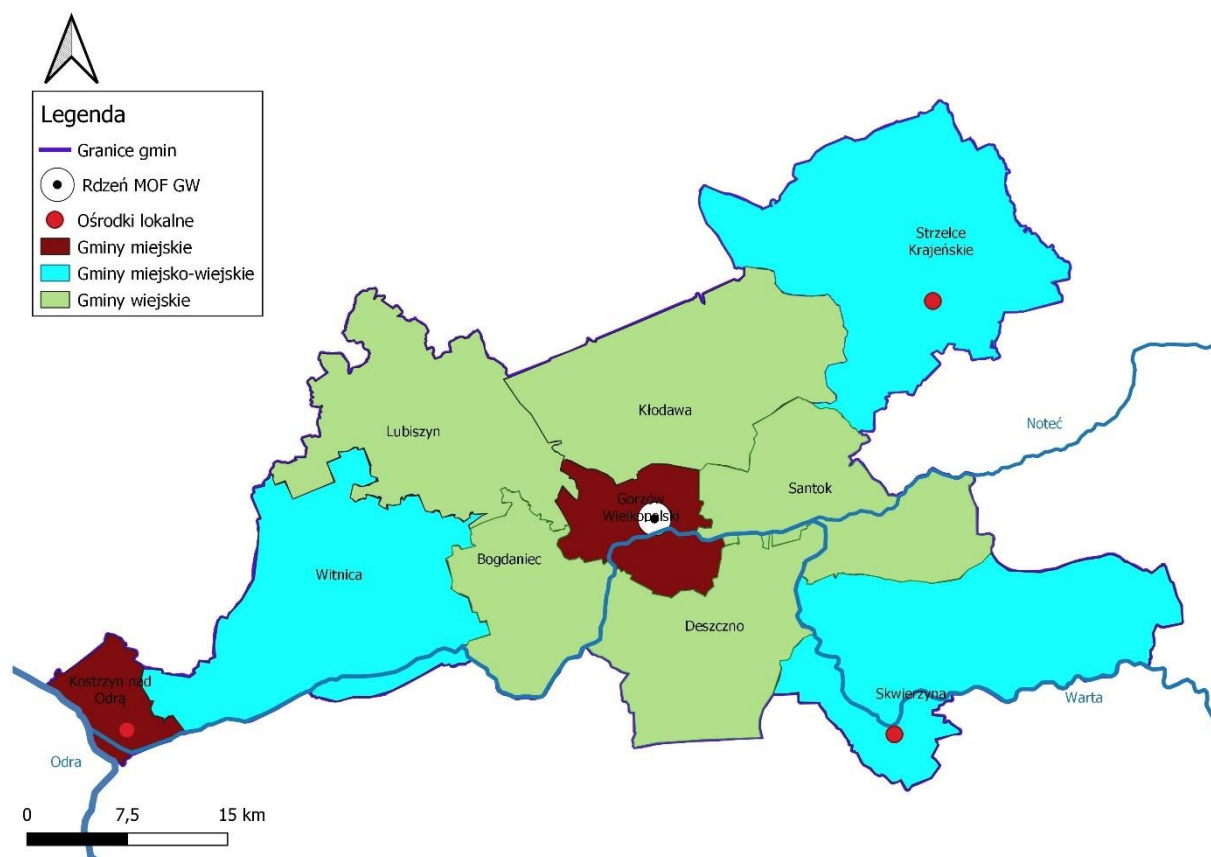 Legenda
Granice gmin
Rdzeń MOF GW
Ośrodki lokalne
Gminy miejskie
Gminy miejsko-wiejskie
Gminy wiejskie
Strzelce
Krajeńskie
Kłodawa
Noteć
Lubiszyn
Santok
Gorzów
Wielkopolski
Bogdaniec
Witnica
Deszczno
Kostrzyn nad
Odrą
Skwierzyna
Warta
Odra
0 7,5 15 km